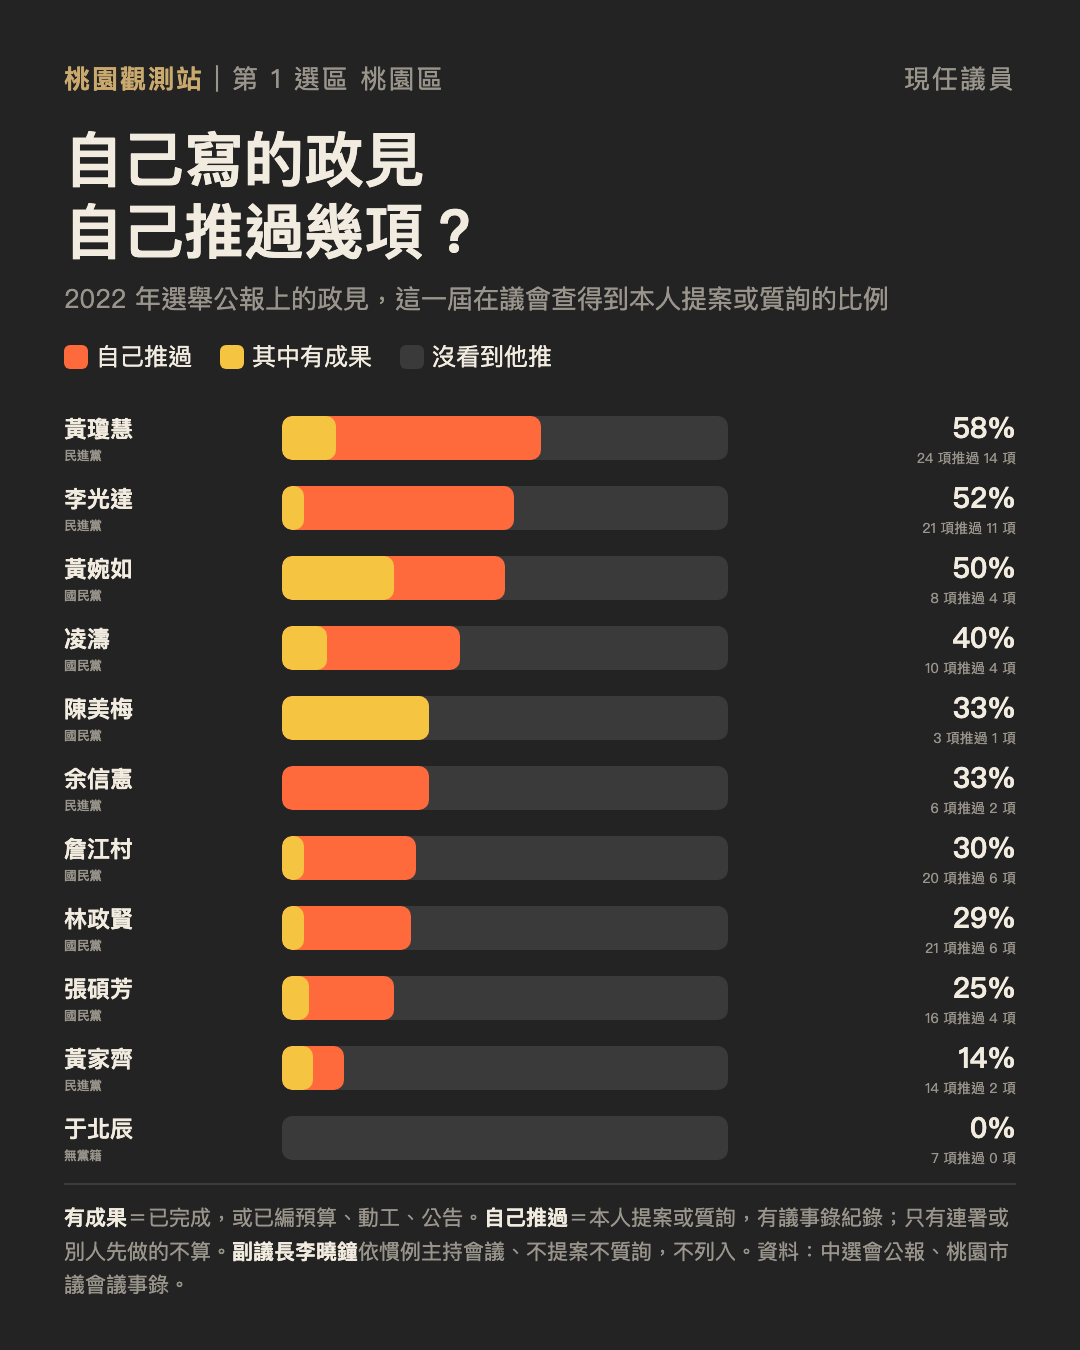 桃園觀測站｜第 1 選區 桃園區
現任議員
自己寫的政見
自己推過幾項？
2022 年選舉公報上的政見，這一屆在議會查得到本人提案或質詢的比例
自己推過 其中有成果 沒看到他推
黃瓊慧
民進黨
58%
24 項推過 14 項
李光達
民進黨
52%
21 項推過 11 項
黃婉如
國民黨
50%
8 項推過 4 項
凌濤
國民黨
40%
10 項推過 4 項
陳美梅
國民黨
33%
3 項推過 1 項
余信憲
民進黨
33%
6 項推過 2 項
詹江村
國民黨
30%
20 項推過 6 項
林政賢
國民黨
29%
21 項推過 6 項
張碩芳
國民黨
25%
16 項推過 4 項
黃家齊
民進黨
14%
14 項推過 2 項
于北辰
無黨籍
0%
7 項推過 0 項
有成果＝已完成，或已編預算、動工、公告。自己推過＝本人提案或質詢，有議事錄紀錄；只有連署或
別人先做的不算。副議長李曉鐘依慣例主持會議、不提案不質詢，不列入。資料：中選會公報、桃園市
議會議事錄。